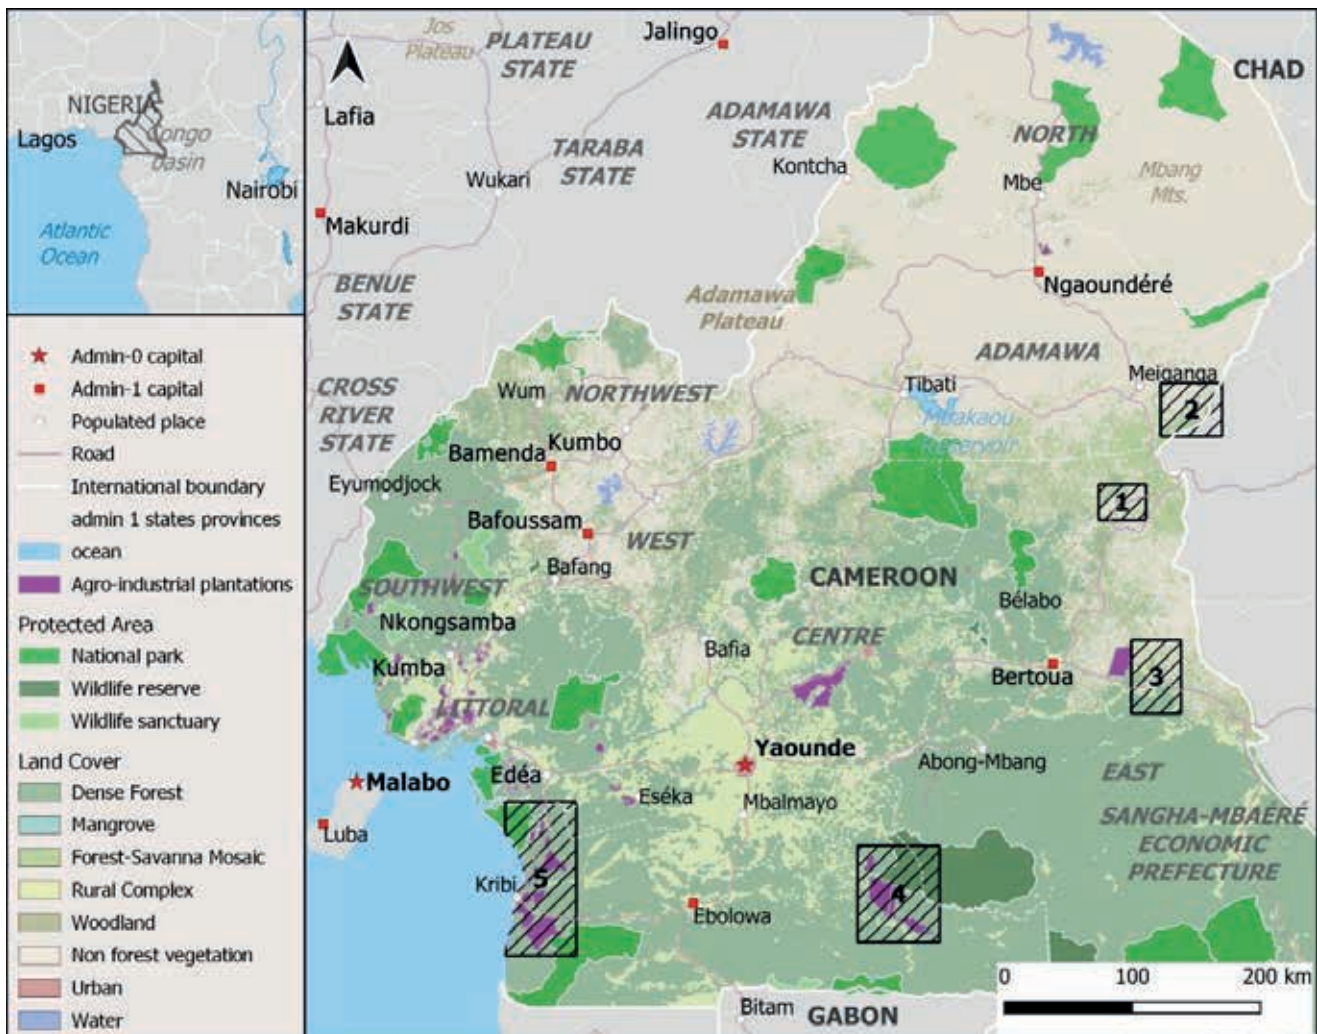 NIGERIA
Congo
basin
Lagos
Nairobi
Atlantic
Ocean
Admin-0 capital
Admin-1 capital
Populated place
Road
International boundary
admin 1 states provinces
ocean
Agro-industrial plantations
Protected Area
National park
Wildlife reserve
Wildlife sanctuary
Land Cover
Dense Forest
Mangrove
Forest-Savanna Mosaic
Rural Complex
Woodland
Non forest vegetation
Urban
Water
Jos
Plateau
PLATEAU
STATE
Jalingo
CHAD
Lafia
ADAMAWA
STATE
NORTH
TARABA
STATE
Kontcha
Wukari
Mbe
Mbang
Mts.
Makurdi
BENUE
STATE
Adamawa
Plateau
Ngaoundéré
ADAMAWA
Meiganga
CROSS
RIVER
STATE
Wum
NORTHWEST
Tibati
2
Mbakaou
Reservoir
Kumbo
Bamenda
Eyumodjock
1
Bafoussam
WEST
Bafang
CAMEROON
SOUTHWEST
Bélabo
Nkongsamba
CENTRE
Bafia
Kumba
Bertoua
3
LITTORAL
Yaounde
Abong-Mbang
EAST
Malabo
Edéa
Eséka
Mbalmayo
SANGHA-MBAÉRÉ
ECONOMIC
PREFECTURE
Luba
Kribi
5
4
Ebolowa
0 100 200 km
Bitam
GABON